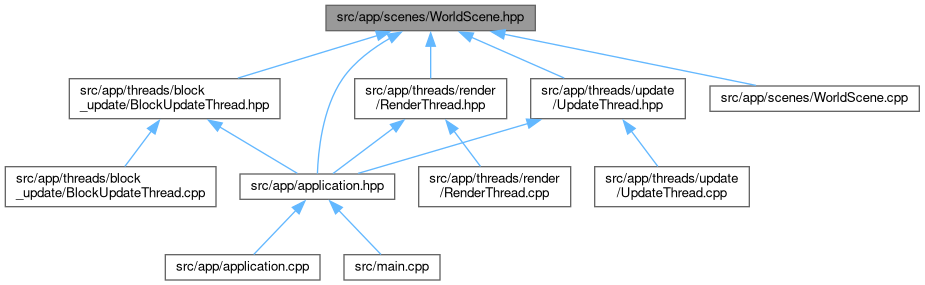 src/app/scenes/WorldScene.hpp
src/app/threads/block
_update/BlockUpdateThread.hpp
src/app/threads/render
/RenderThread.hpp
src/app/threads/update
/UpdateThread.hpp
src/app/scenes/WorldScene.cpp
src/app/threads/block
_update/BlockUpdateThread.cpp
src/app/application.hpp
src/app/threads/render
/RenderThread.cpp
src/app/threads/update
/UpdateThread.cpp
src/app/application.cpp
src/main.cpp